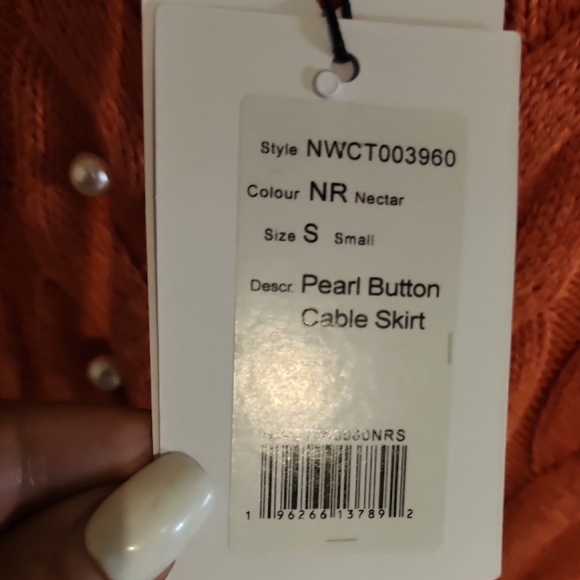 Style NWCT003960
Colour NR Nectar
Size S Small
Descr. Pearl Button
Cable Skirt
1 96266 13789 2